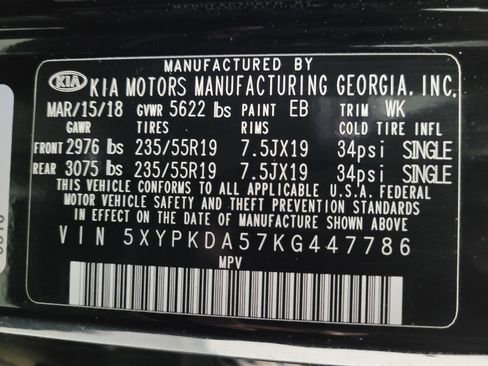 MANUFACTURED BY
KIA KIA MOTORS MANUFACTURING GEORGIA, INC.
MAR/15/18 GVWR 5622 lbs PAINT EB TRIM WK
GAWR TIRES RIMS COLD TIRE INFL
FRONT 2976 lbs 235/55R19 7.5JX19 34psi SINGLE
REAR 3075 lbs 235/55R19 7.5JX19 34psi SINGLE
THIS VEHICLE CONFORMS TO ALL APPLICABLE U.S.A. FEDERAL
MOTOR VEHICLE SAFETY AND THEFT PREVENTION STANDARDS
IN EFFECT ON THE DATE OF MANUFACTURE SHOWN ABOVE.
VIN 5XYPKDA57KG447786
MPV